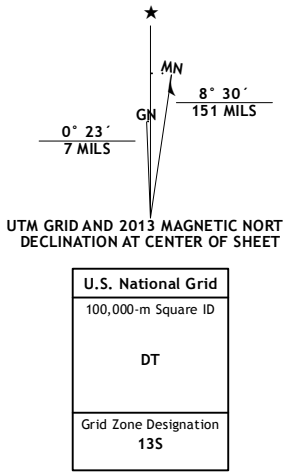 ★
MN
GN
8° 30´
151 MILS
0° 23´
7 MILS
UTM GRID AND 2013 MAGNETIC NORT
DECLINATION AT CENTER OF SHEET
U.S. National Grid
100,000-m Square ID
DT
Grid Zone Designation
13S